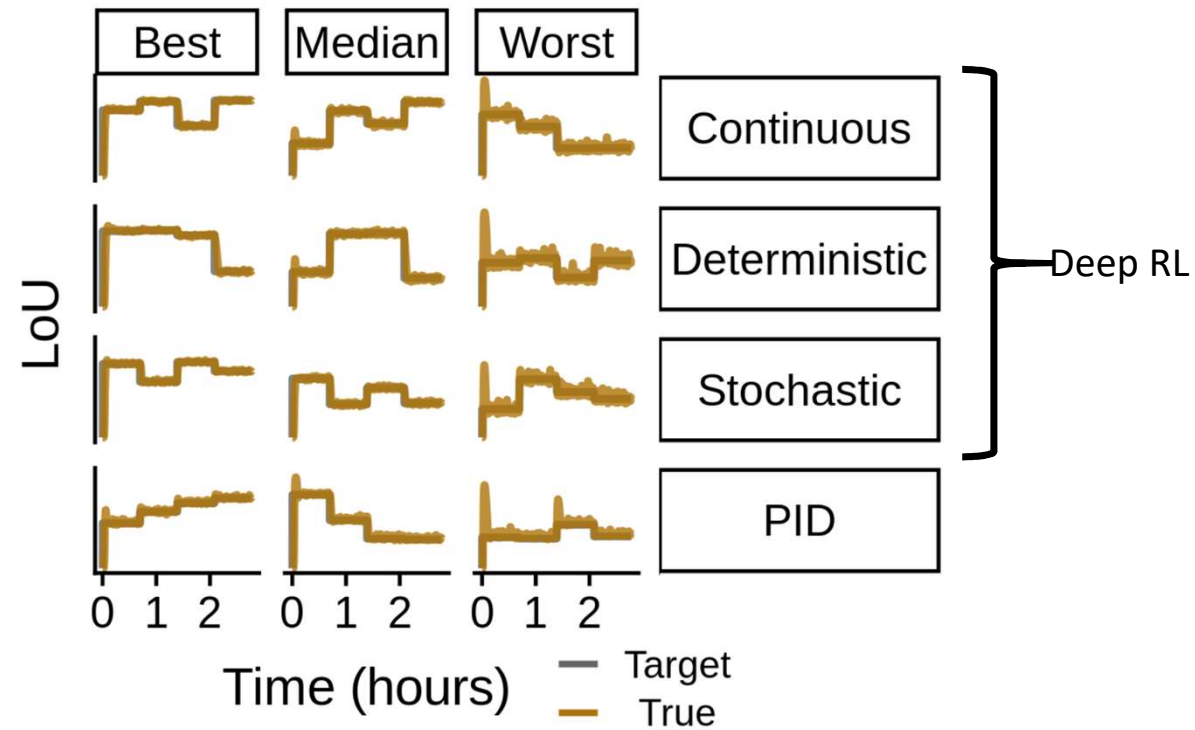 Best Median Worst
Continuous
Deterministic
Deep RL
Stochastic
PID
LoU
0 1 2 0 1 2 0 1 2
Time (hours)
Target
True